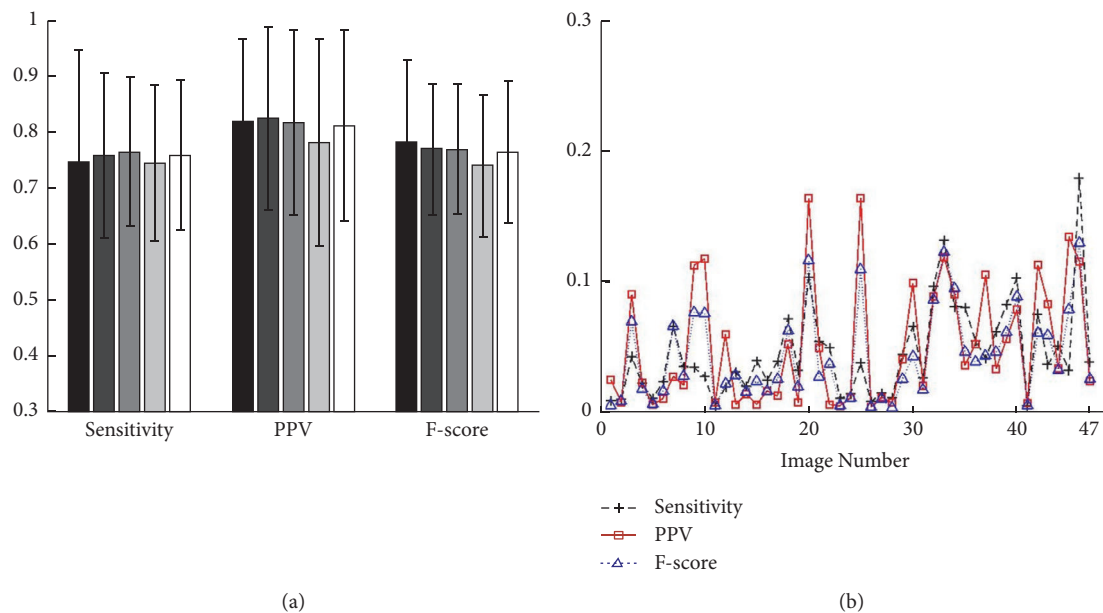 1
0.9
0.8
0.7
0.6
0.5
0.4
0.3
Sensitivity PPV F-score
(a)
0.3
0.2
0.1
0
0 10 20 30 40 47
Image Number
Sensitivity
PPV
F-score
(b)